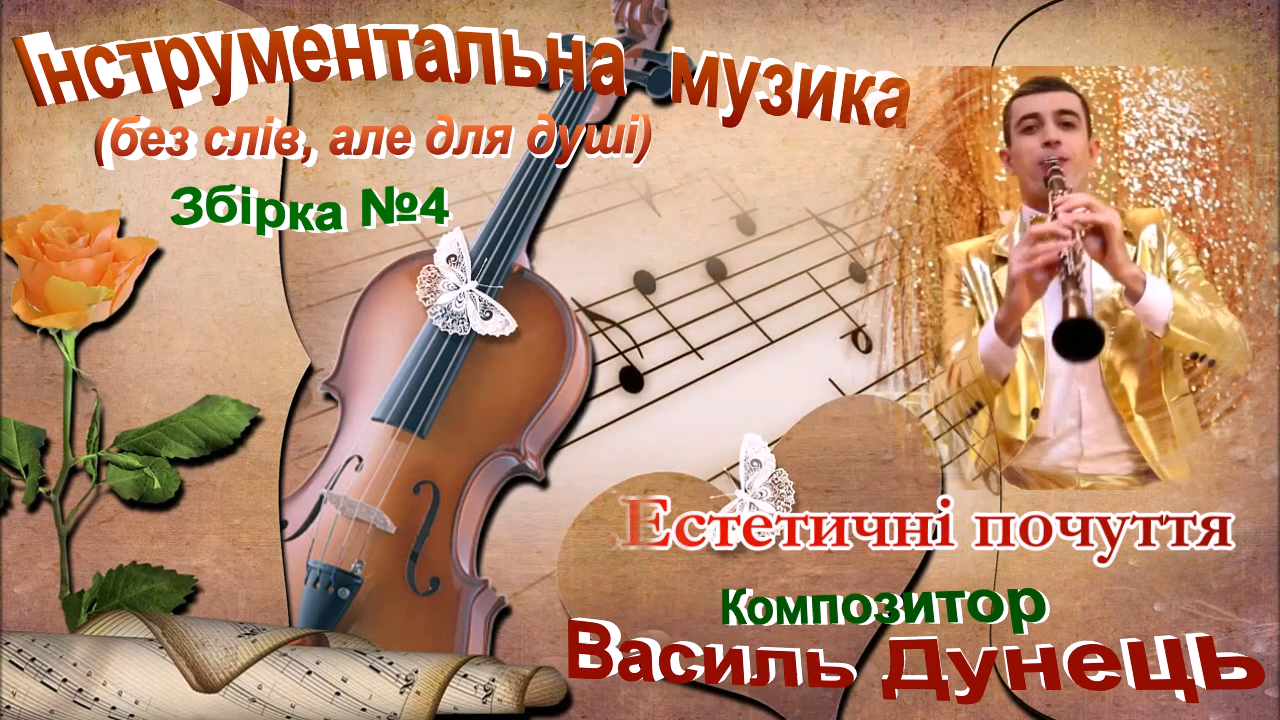 Інструментальна музика
(без слів, але для душі)
Збірка №4
Естетичні почуття
Композитор
Василь Дунець